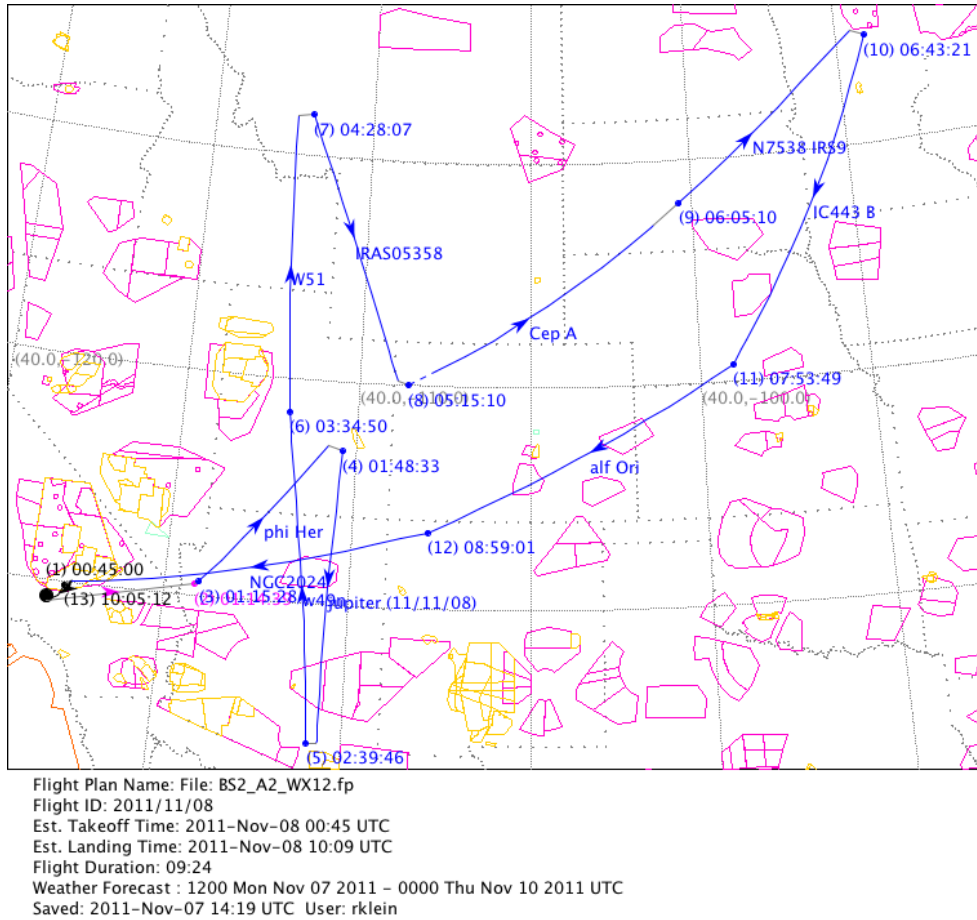 (10) 06:43:21
(7) 04:28:07
N7538 IRS9
(9) 06:05:10
IC443 B
IRAS05358
W51
Cep A
(40.0,-120.0)
(11) 07:53:49
(8) 05:15:10
(40.0,-110.0)
(40.0,-100.0)
(6) 03:34:50
(4) 01:48:33
alf Ori
phi Her
(12) 08:59:01
(1) 00:45:00
NGC2024
(13) 10:05:12
(3) 01:15:28
w49n
Jupiter (11/11/08)
(5) 02:39:46
Flight Plan Name: File: BS2_A2_WX12.fp
Flight ID: 2011/11/08
Est. Takeoff Time: 2011-Nov-08 00:45 UTC
Est. Landing Time: 2011-Nov-08 10:09 UTC
Flight Duration: 09:24
Weather Forecast : 1200 Mon Nov 07 2011 - 0000 Thu Nov 10 2011 UTC
Saved: 2011-Nov-07 14:19 UTC User: rklein